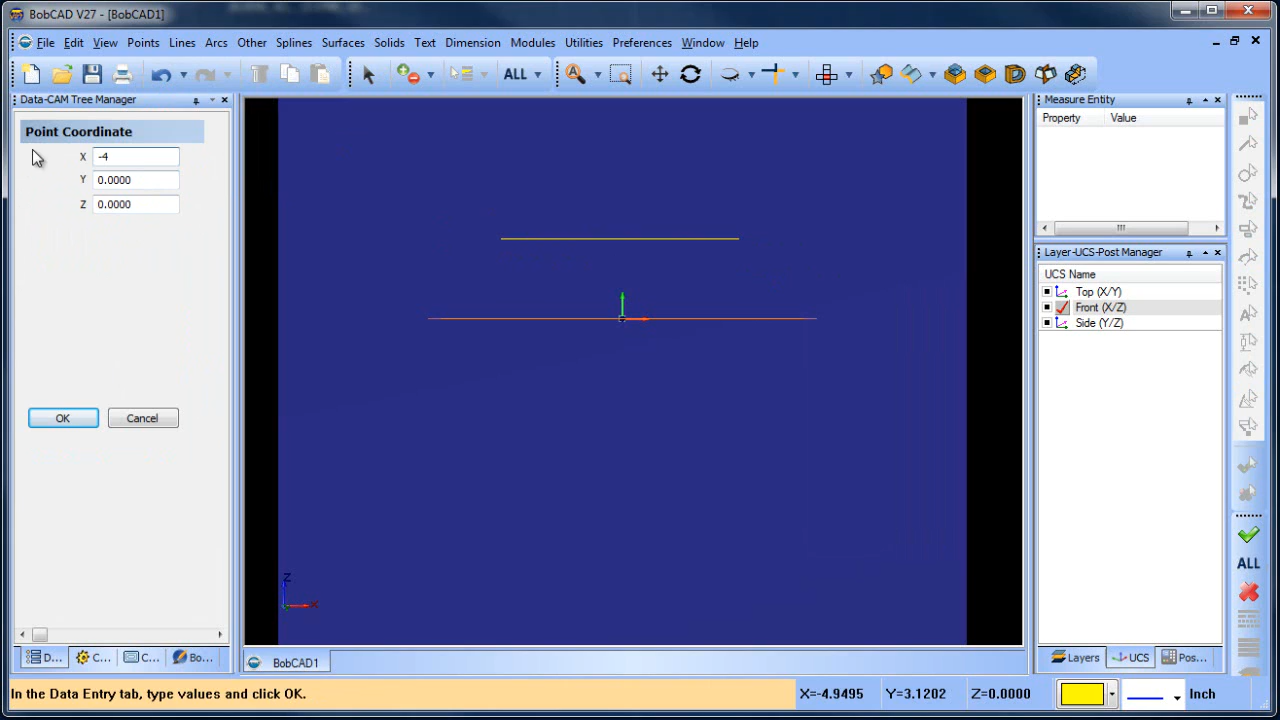 BobCAD V27 - [BobCAD1]
File Edit View Points Lines Arcs Other Splines Surfaces Solids Text Dimension Modules Utilities Preferences Window Help
ALL
Data-CAM Tree Manager
Point Coordinate
X -4
Y 0.0000
Z 0.0000
OK Cancel
D... C... C... Bo...
Z
X
BobCAD1
Measure Entity
Property Value
Layer-UCS-Post Manager
UCS Name
Top (X/Y)
Front (X/Z)
Side (Y/Z)
Layers UCS Pos...
ALL
In the Data Entry tab, type values and click OK. X=-4.9495 Y=3.1202 Z=0.0000 Inch